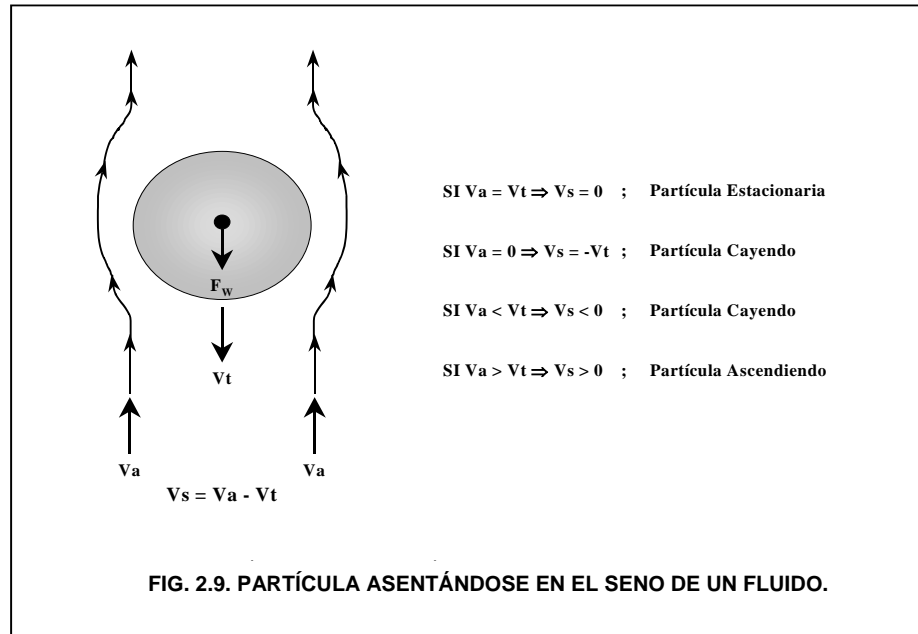 SI Va = Vt ⇒ Vs = 0 ; Partícula Estacionaria
SI Va = 0 ⇒ Vs = -Vt ; Partícula Cayendo
SI Va < Vt ⇒ Vs < 0 ; Partícula Cayendo
SI Va > Vt ⇒ Vs > 0 ; Partícula Ascendiendo
F_W
Vt
Va Va
Vs = Va - Vt
FIG. 2.9. PARTÍCULA ASENTÁNDOSE EN EL SENO DE UN FLUIDO.